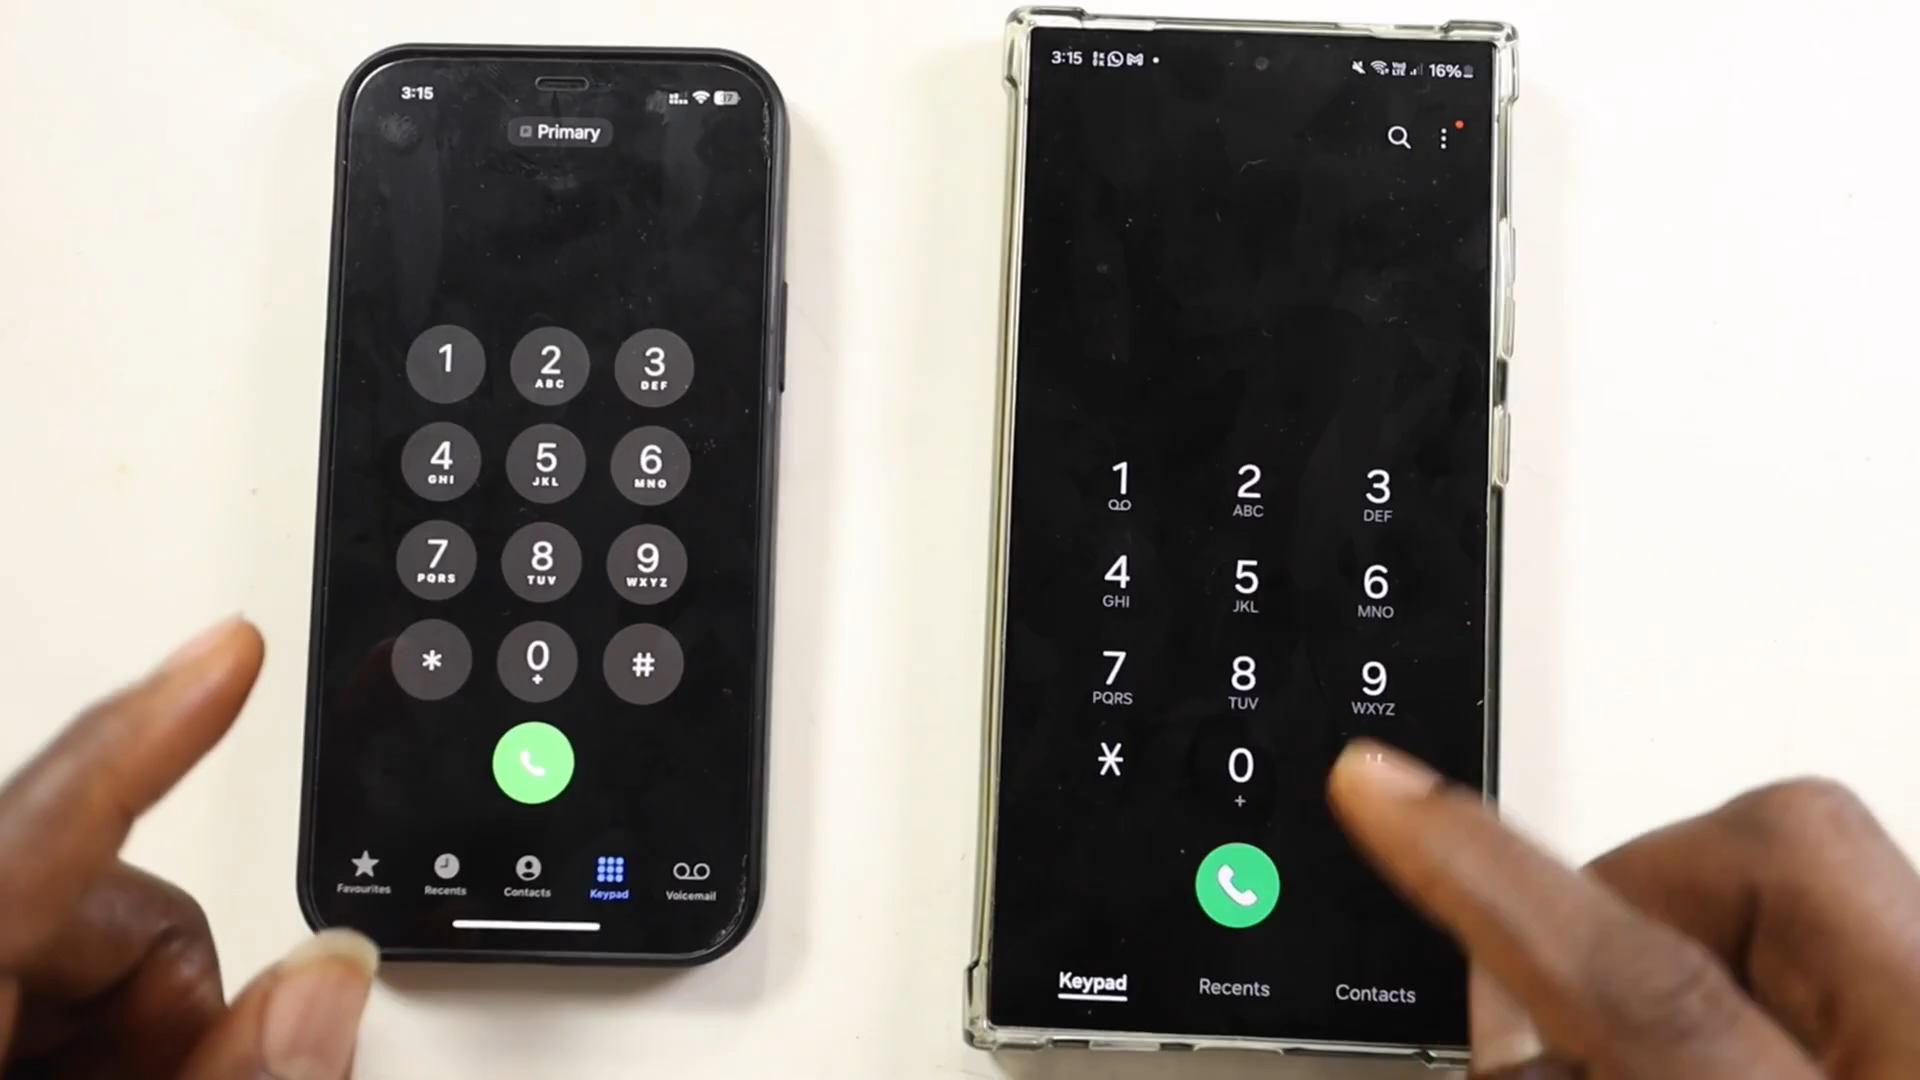 3:15
17
Primary
1
2
ABC
3
DEF
4
GHI
5
JKL
6
MNO
7
PQRS
8
TUV
9
WXYZ
*
0
+
#
Favourites
Recents
Contacts
Keypad
Voicemail
3:15
16%
1
2
ABC
3
DEF
4
GHI
5
JKL
6
MNO
7
PQRS
8
TUV
9
WXYZ
*
0
+
Keypad
Recents
Contacts